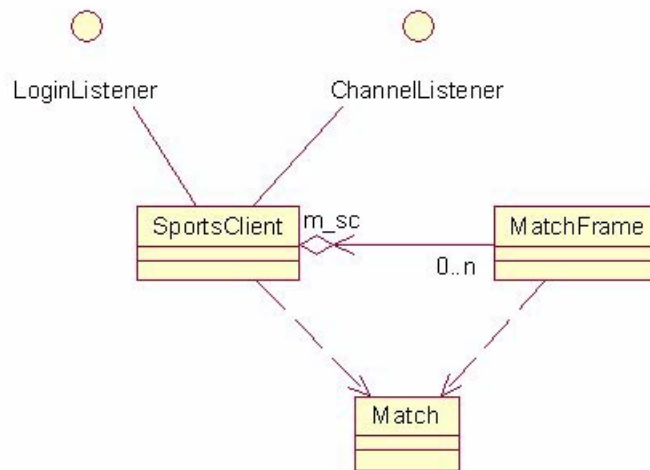 LoginListener
ChannelListener
SportsClient
m_sc
MatchFrame
0..n
Match